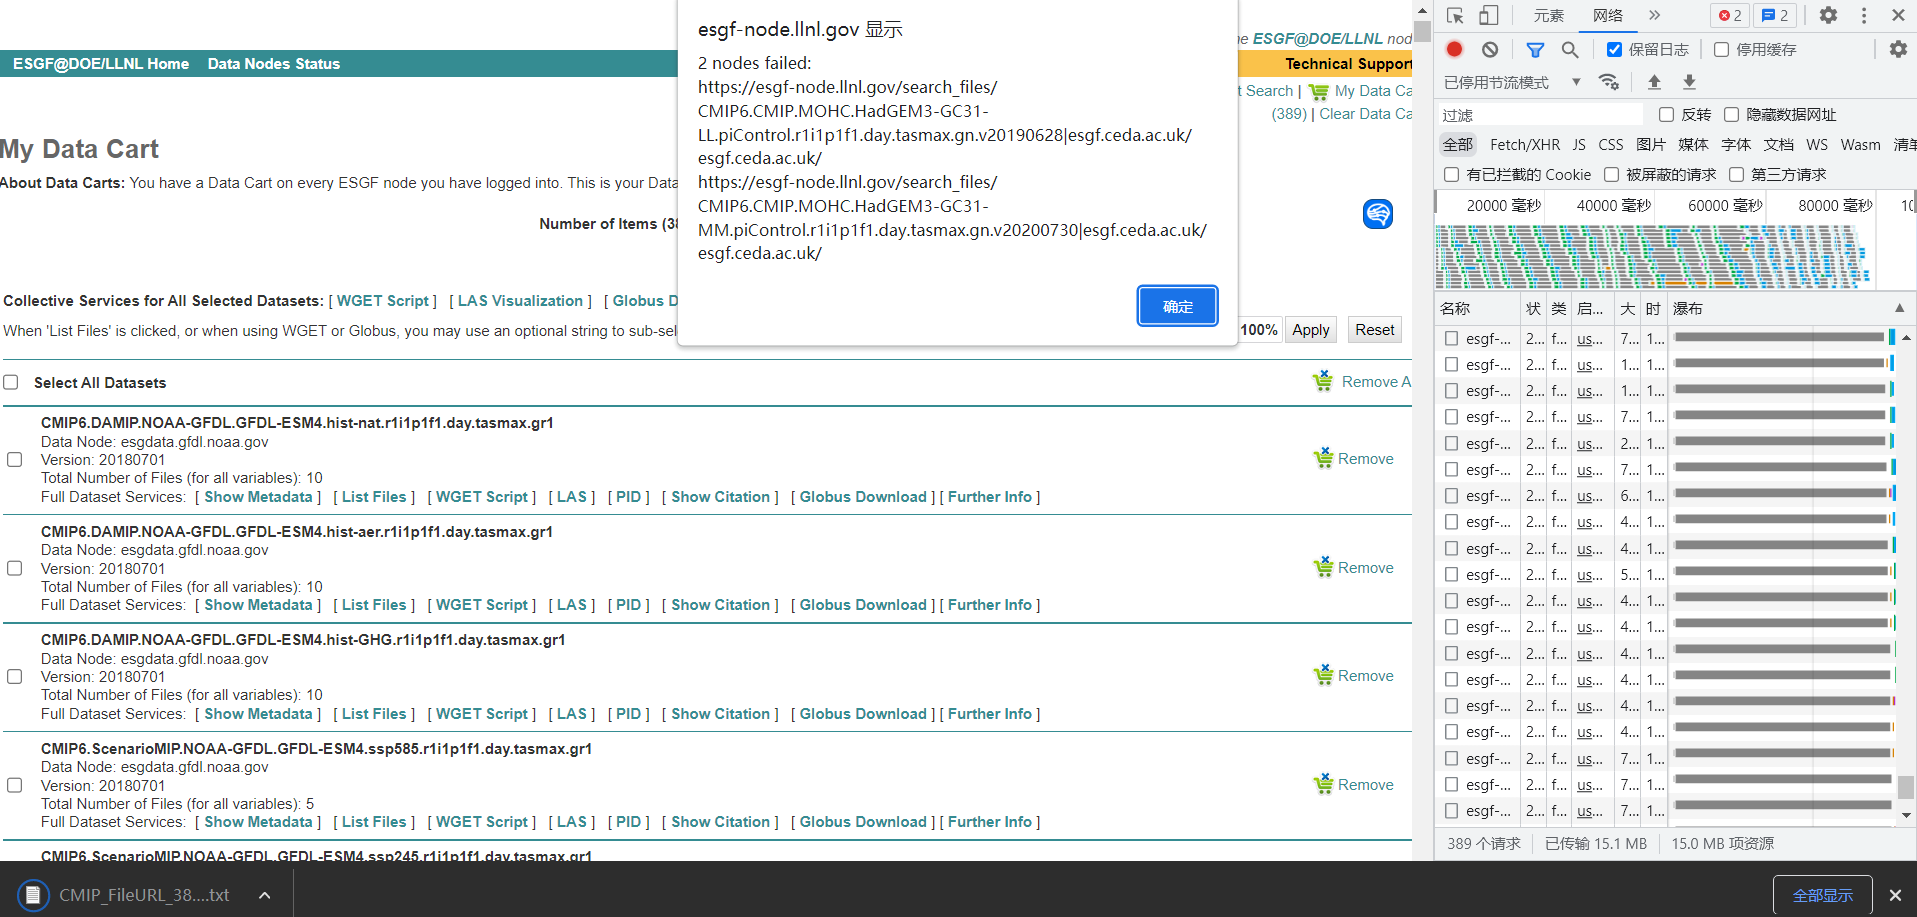 esgf-node.llnl.gov 显示
2 nodes failed:
https://esgf-node.llnl.gov/search_files/
CMIP6.CMIP.MOHC.HadGEM3-GC31-
LL.piControl.r1i1p1f1.day.tasmax.gn.v20190628|esgf.ceda.ac.uk/
esgf.ceda.ac.uk/
https://esgf-node.llnl.gov/search_files/
CMIP6.CMIP.MOHC.HadGEM3-GC31-
MM.piControl.r1i1p1f1.day.tasmax.gn.v20200730|esgf.ceda.ac.uk/
esgf.ceda.ac.uk/
确定
ESGF@DOE/LLNL nod
ESGF@DOE/LLNL Home Data Nodes Status Technical Support
t Search | My Data Ca
(389) | Clear Data Ca
My Data Cart
About Data Carts: You have a Data Cart on every ESGF node you have logged into. This is your Data
Number of Items (38
Collective Services for All Selected Datasets: [ WGET Script ] [ LAS Visualization ] [ Globus D
When 'List Files' is clicked, or when using WGET or Globus, you may use an optional string to sub-sel
100% Apply Reset
Select All Datasets Remove A
CMIP6.DAMIP.NOAA-GFDL.GFDL-ESM4.hist-nat.r1i1p1f1.day.tasmax.gr1
Data Node: esgdata.gfdl.noaa.gov
Version: 20180701 Remove
Total Number of Files (for all variables): 10
Full Dataset Services: [ Show Metadata ] [ List Files ] [ WGET Script ] [ LAS ] [ PID ] [ Show Citation ] [ Globus Download ] [ Further Info ]
CMIP6.DAMIP.NOAA-GFDL.GFDL-ESM4.hist-aer.r1i1p1f1.day.tasmax.gr1
Data Node: esgdata.gfdl.noaa.gov
Version: 20180701 Remove
Total Number of Files (for all variables): 10
Full Dataset Services: [ Show Metadata ] [ List Files ] [ WGET Script ] [ LAS ] [ PID ] [ Show Citation ] [ Globus Download ] [ Further Info ]
CMIP6.DAMIP.NOAA-GFDL.GFDL-ESM4.hist-GHG.r1i1p1f1.day.tasmax.gr1
Data Node: esgdata.gfdl.noaa.gov
Version: 20180701 Remove
Total Number of Files (for all variables): 10
Full Dataset Services: [ Show Metadata ] [ List Files ] [ WGET Script ] [ LAS ] [ PID ] [ Show Citation ] [ Globus Download ] [ Further Info ]
CMIP6.ScenarioMIP.NOAA-GFDL.GFDL-ESM4.ssp585.r1i1p1f1.day.tasmax.gr1
Data Node: esgdata.gfdl.noaa.gov
Version: 20180701 Remove
Total Number of Files (for all variables): 5
Full Dataset Services: [ Show Metadata ] [ List Files ] [ WGET Script ] [ LAS ] [ PID ] [ Show Citation ] [ Globus Download ] [ Further Info ]
CMIP6.ScenarioMIP.NOAA-GFDL.GFDL-ESM4.ssp245.r1i1p1f1.day.tasmax.gr1
元素 网络 2 2
保留日志 停用缓存
已停用节流模式
过滤 反转 隐藏数据网址
全部 Fetch/XHR JS CSS 图片 媒体 字体 文档 WS Wasm 清单
有已拦截的 Cookie 被屏蔽的请求 第三方请求
20000 毫秒 40000 毫秒 60000 毫秒 80000 毫秒 10
名称 状 类 启... 大 时 瀑布
esgf-... 2... f... us... 7... 1...
esgf-... 2... f... us... 1... 1...
esgf-... 2... f... us... 1... 1...
esgf-... 2... f... us... 7... 1...
esgf-... 2... f... us... 2... 1...
esgf-... 2... f... us... 7... 1...
esgf-... 2... f... us... 6... 1...
esgf-... 2... f... us... 4... 1...
esgf-... 2... f... us... 4... 1...
esgf-... 2... f... us... 5... 1...
esgf-... 2... f... us... 4... 1...
esgf-... 2... f... us... 4... 1...
esgf-... 2... f... us... 4... 1...
esgf-... 2... f... us... 4... 1...
esgf-... 2... f... us... 4... 1...
esgf-... 2... f... us... 4... 1...
esgf-... 2... f... us... 7... 1...
esgf-... 2... f... us... 7... 1...
esgf-... 2... f... us... 7... 1...
389 个请求 已传输 15.1 MB 15.0 MB 项资源
CMIP_FileURL_38....txt 全部显示